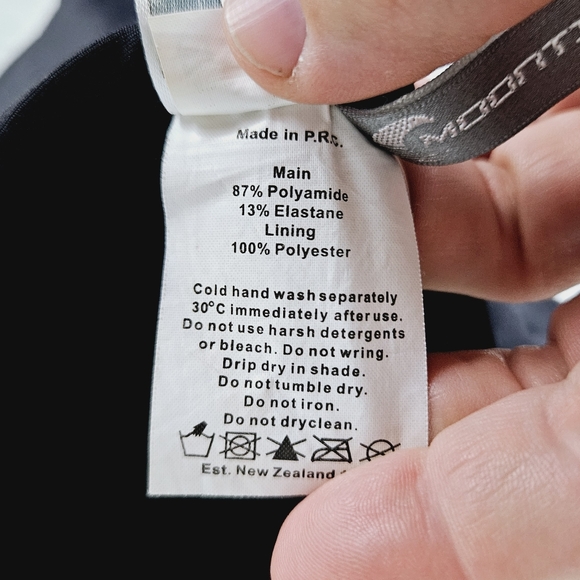 Made in P.R.C.
Main
87% Polyamide
13% Elastane
Lining
100% Polyester
Cold hand wash separately
30°C immediately after use.
Do not use harsh detergents
or bleach. Do not wring.
Drip dry in shade.
Do not tumble dry.
Do not iron.
Do not dryclean.
Est. New Zealand